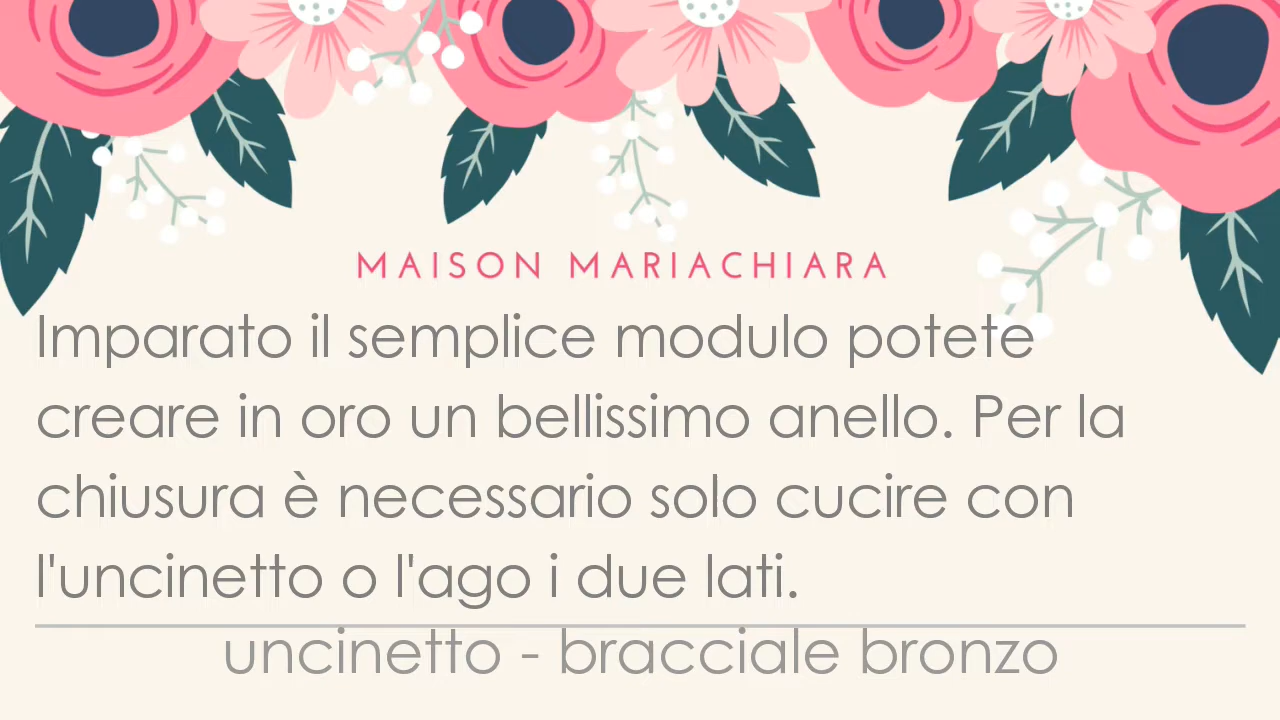 MAISON MARIACHIARA
Imparato il semplice modulo potete
creare in oro un bellissimo anello. Per la
chiusura è necessario solo cucire con
l'uncinetto o l'ago i due lati.
uncinetto - bracciale bronzo